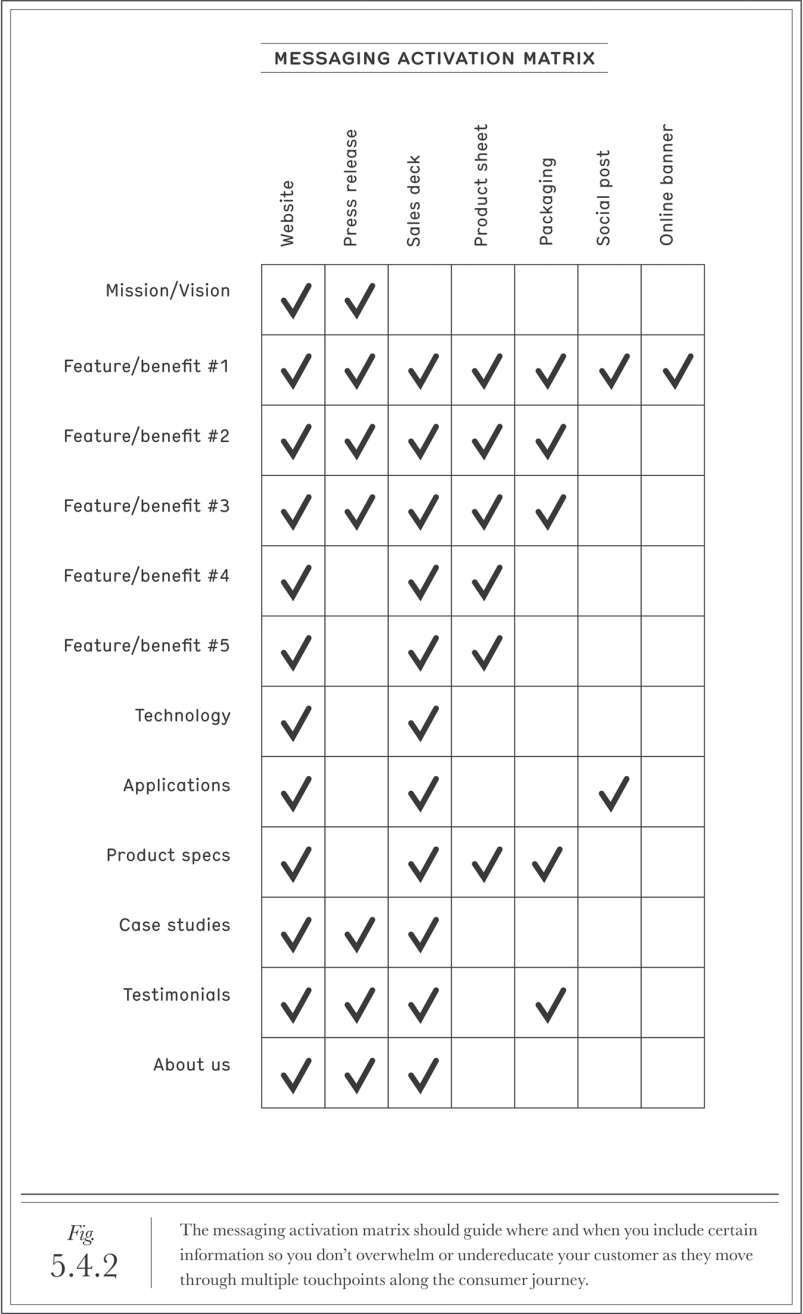 MESSAGING ACTIVATION MATRIX
Website
Press release
Sales deck
Product sheet
Packaging
Social post
Online banner
Mission/Vision
Feature/benefit #1
Feature/benefit #2
Feature/benefit #3
Feature/benefit #4
Feature/benefit #5
Technology
Applications
Product specs
Case studies
Testimonials
About us
Fig.
5.4.2
The messaging activation matrix should guide where and when you include certain
information so you don’t overwhelm or undereducate your customer as they move
through multiple touchpoints along the consumer journey.